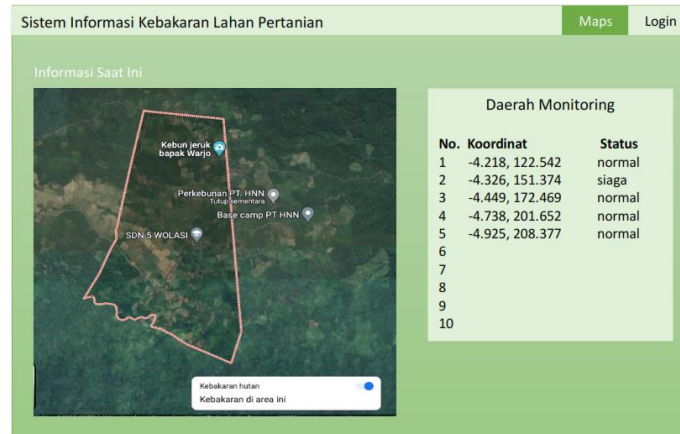 Sistem Informasi Kebakaran Lahan Pertanian
Maps
Login
Informasi Saat Ini
Kebun jeruk
bapak Warjo
Perkebunan PT. HNN
Tutup sementara
Base camp PT HNN
SDN 5 WOLASI
Kebakaran hutan
Kebakaran di area ini
Daerah Monitoring
No. Koordinat Status
1 -4.218, 122.542 normal
2 -4.326, 151.374 siaga
3 -4.449, 172.469 normal
4 -4.738, 201.652 normal
5 -4.925, 208.377 normal
6
7
8
9
10